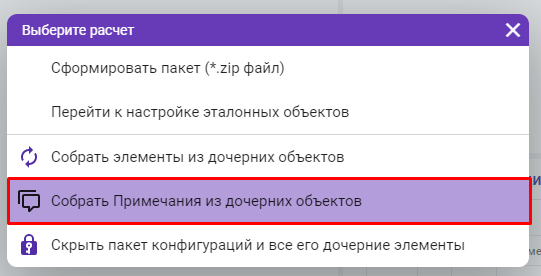 Выберите расчет
Сформировать пакет (*.zip файл)
Перейти к настройке эталонных объектов
Собрать элементы из дочерних объектов
Собрать Примечания из дочерних объектов
Скрыть пакет конфигураций и все его дочерние элементы